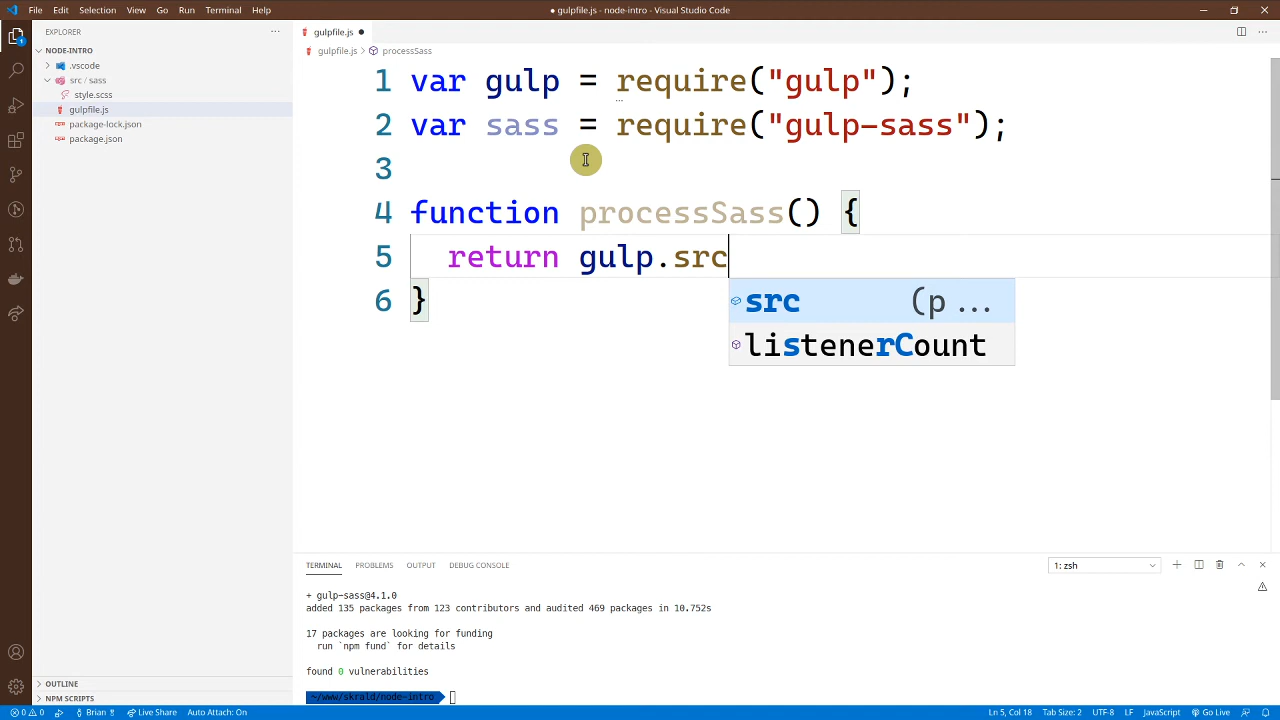 File Edit Selection View Go Run Terminal Help
● gulpfile.js - node-intro - Visual Studio Code
EXPLORER
NODE-INTRO
.vscode
src / sass
style.scss
gulpfile.js
package-lock.json
package.json
OUTLINE
NPM SCRIPTS
gulpfile.js ●
gulpfile.js > processSass
1 var gulp = require("gulp");
2 var sass = require("gulp-sass");
3
4 function processSass() {
5 return gulp.src
6 }
src (p ...
listenerCount
TERMINAL PROBLEMS OUTPUT DEBUG CONSOLE
1: zsh
+ gulp-sass@4.1.0
added 135 packages from 123 contributors and audited 469 packages in 10.752s
17 packages are looking for funding
run `npm fund` for details
found 0 vulnerabilities
~/www/skrald/node-intro
0 0 Brian Live Share Auto Attach: On
Ln 5, Col 18 Tab Size: 2 UTF-8 LF JavaScript Go Live